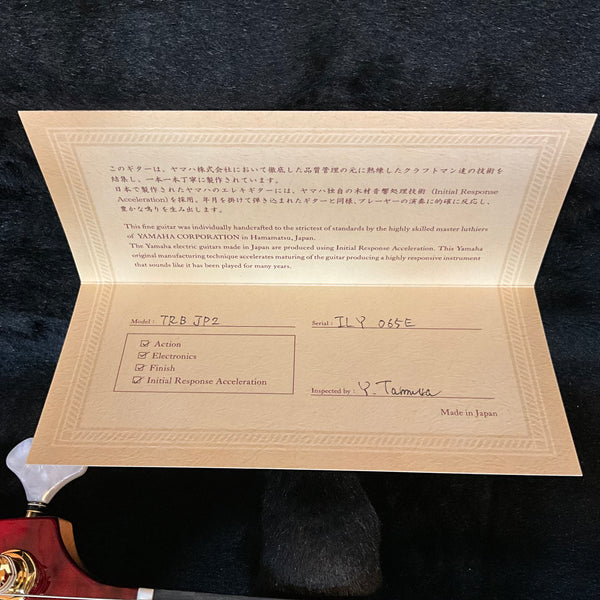 このギターは、ヤマハ株式会社において徹底した品質管理の元に熟練したクラフトマン達の技術を
結集し、一本一本丁寧に製作されています。
日本で製作されたヤマハのエレキギターには、ヤマハ独自の木材音響処理技術 (Initial Response
Acceleration)を採用、年月を掛けて弾き込まれたギターと同様、プレーヤーの演奏に的確に反応し、
豊かな鳴りを生み出します。
This fine guitar was individually handcrafted to the strictest of standards by the highly skilled master luthiers
of YAMAHA CORPORATION in Hamamatsu, Japan.
The Yamaha electric guitars made in Japan are produced using Initial Response Acceleration. This Yamaha
original manufacturing technique accelerates maturing of the guitar producing a highly responsive instrument
that sounds like it has been played for many years.
Model : TRB JP2
Serial : ILY 065E
Action
Electronics
Finish
Initial Response Acceleration
Inspected by : Y. Tamura
Made in Japan